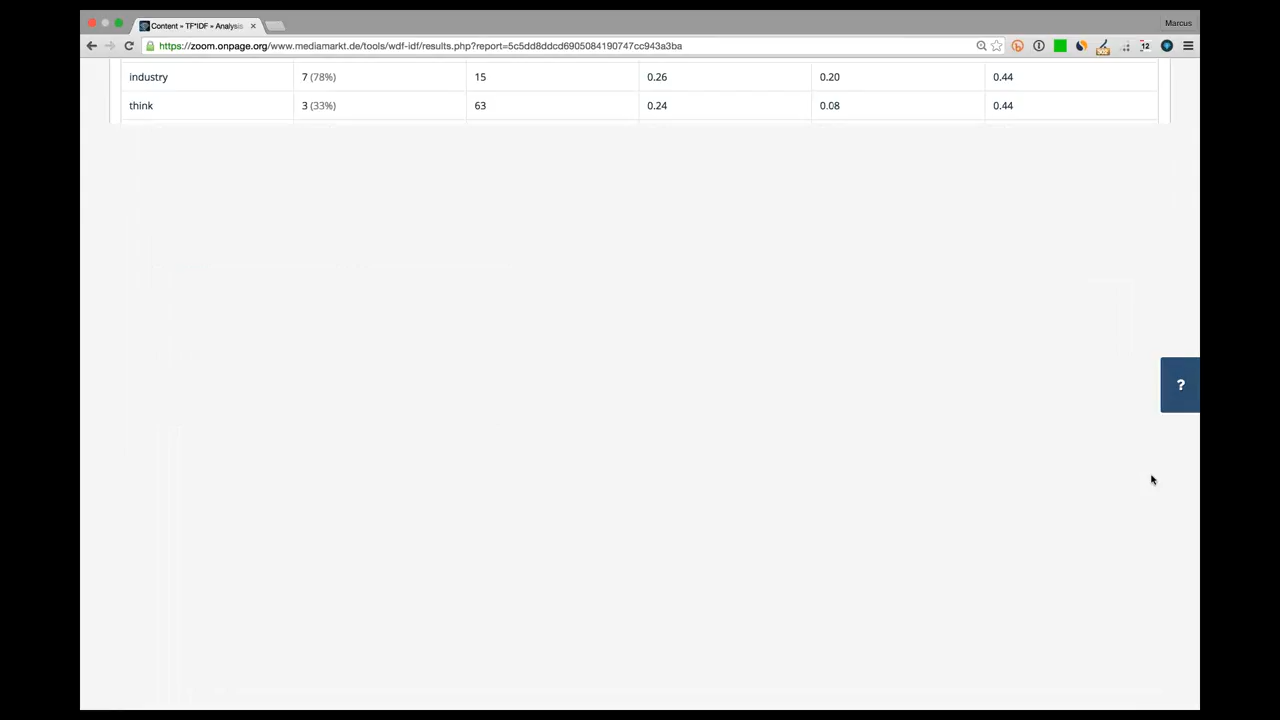 Marcus
Content » TF*IDF » Analysis
https://zoom.onpage.org/www.mediamarkt.de/tools/wdf-idf/results.php?report=5c5dd8ddcd6905084190747cc943a3ba
12
industry 7 (78%) 15 0.26 0.20 0.44
think 3 (33%) 63 0.24 0.08 0.44
?